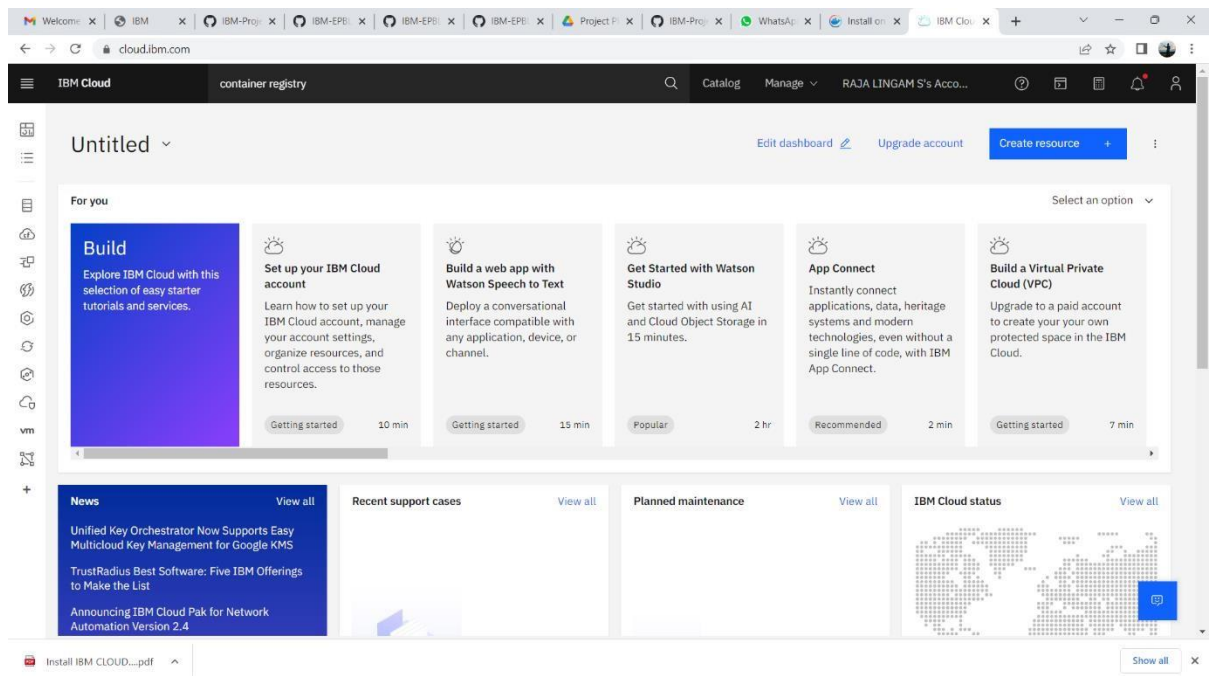 Welcome
IBM
IBM-Proje
IBM-EPBL
IBM-EPBL
IBM-EPBL
Project Pl
IBM-Proje
WhatsAp
Install on
IBM Clou
cloud.ibm.com
IBM Cloud
container registry
Catalog
Manage
RAJA LINGAM S's Acco...
Untitled
Edit dashboard
Upgrade account
Create resource +
For you
Select an option
Build
Explore IBM Cloud with this
selection of easy starter
tutorials and services.
Set up your IBM Cloud
account
Learn how to set up your
IBM Cloud account, manage
your account settings,
organize resources, and
control access to those
resources.
Getting started 10 min
Build a web app with
Watson Speech to Text
Deploy a conversational
interface compatible with
any application, device, or
channel.
Getting started 15 min
Get Started with Watson
Studio
Get started with using AI
and Cloud Object Storage in
15 minutes.
Popular 2 hr
App Connect
Instantly connect
applications, data, heritage
systems and modern
technologies, even without a
single line of code, with IBM
App Connect.
Recommended 2 min
Build a Virtual Private
Cloud (VPC)
Upgrade to a paid account
to create your your own
protected space in the IBM
Cloud.
Getting started 7 min
vm
News View all
Unified Key Orchestrator Now Supports Easy
Multicloud Key Management for Google KMS
TrustRadius Best Software: Five IBM Offerings
to Make the List
Announcing IBM Cloud Pak for Network
Automation Version 2.4
Recent support cases View all
Planned maintenance View all
IBM Cloud status View all
Install IBM CLOUD....pdf
Show all